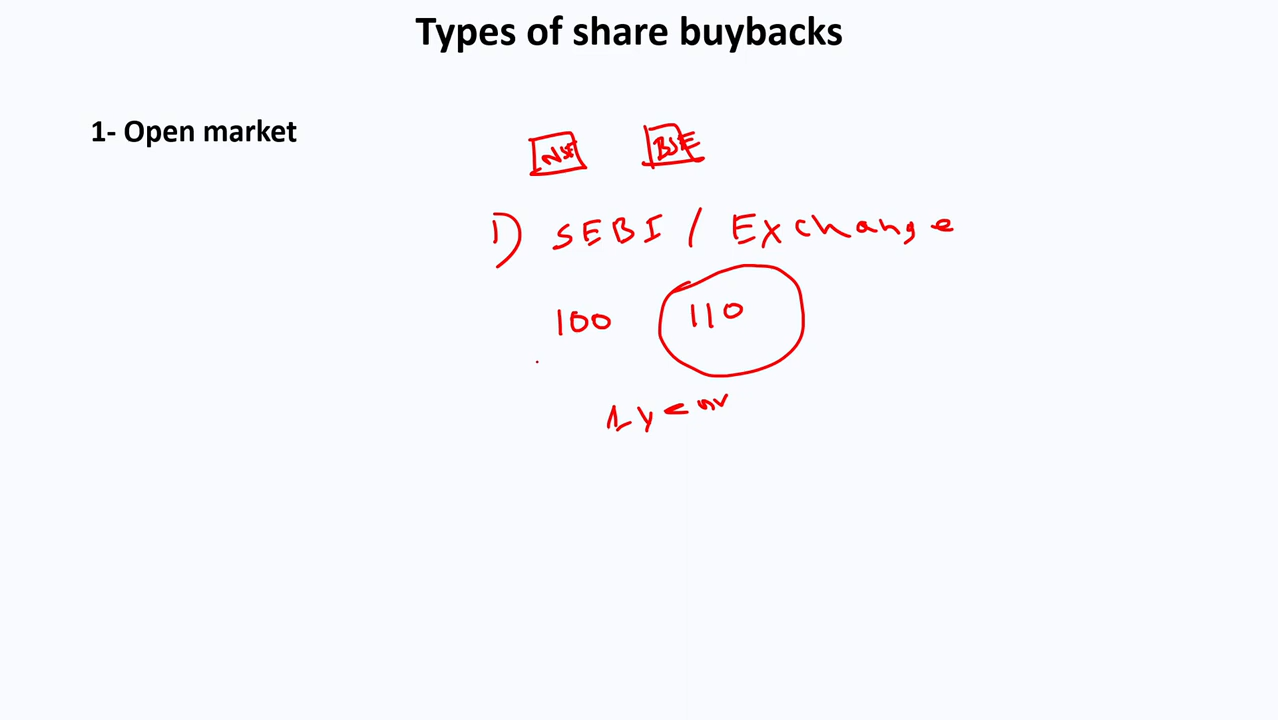 Types of share buybacks
1- Open market
NSE BSE
1) SEBI / Exchange
100 110
1 year